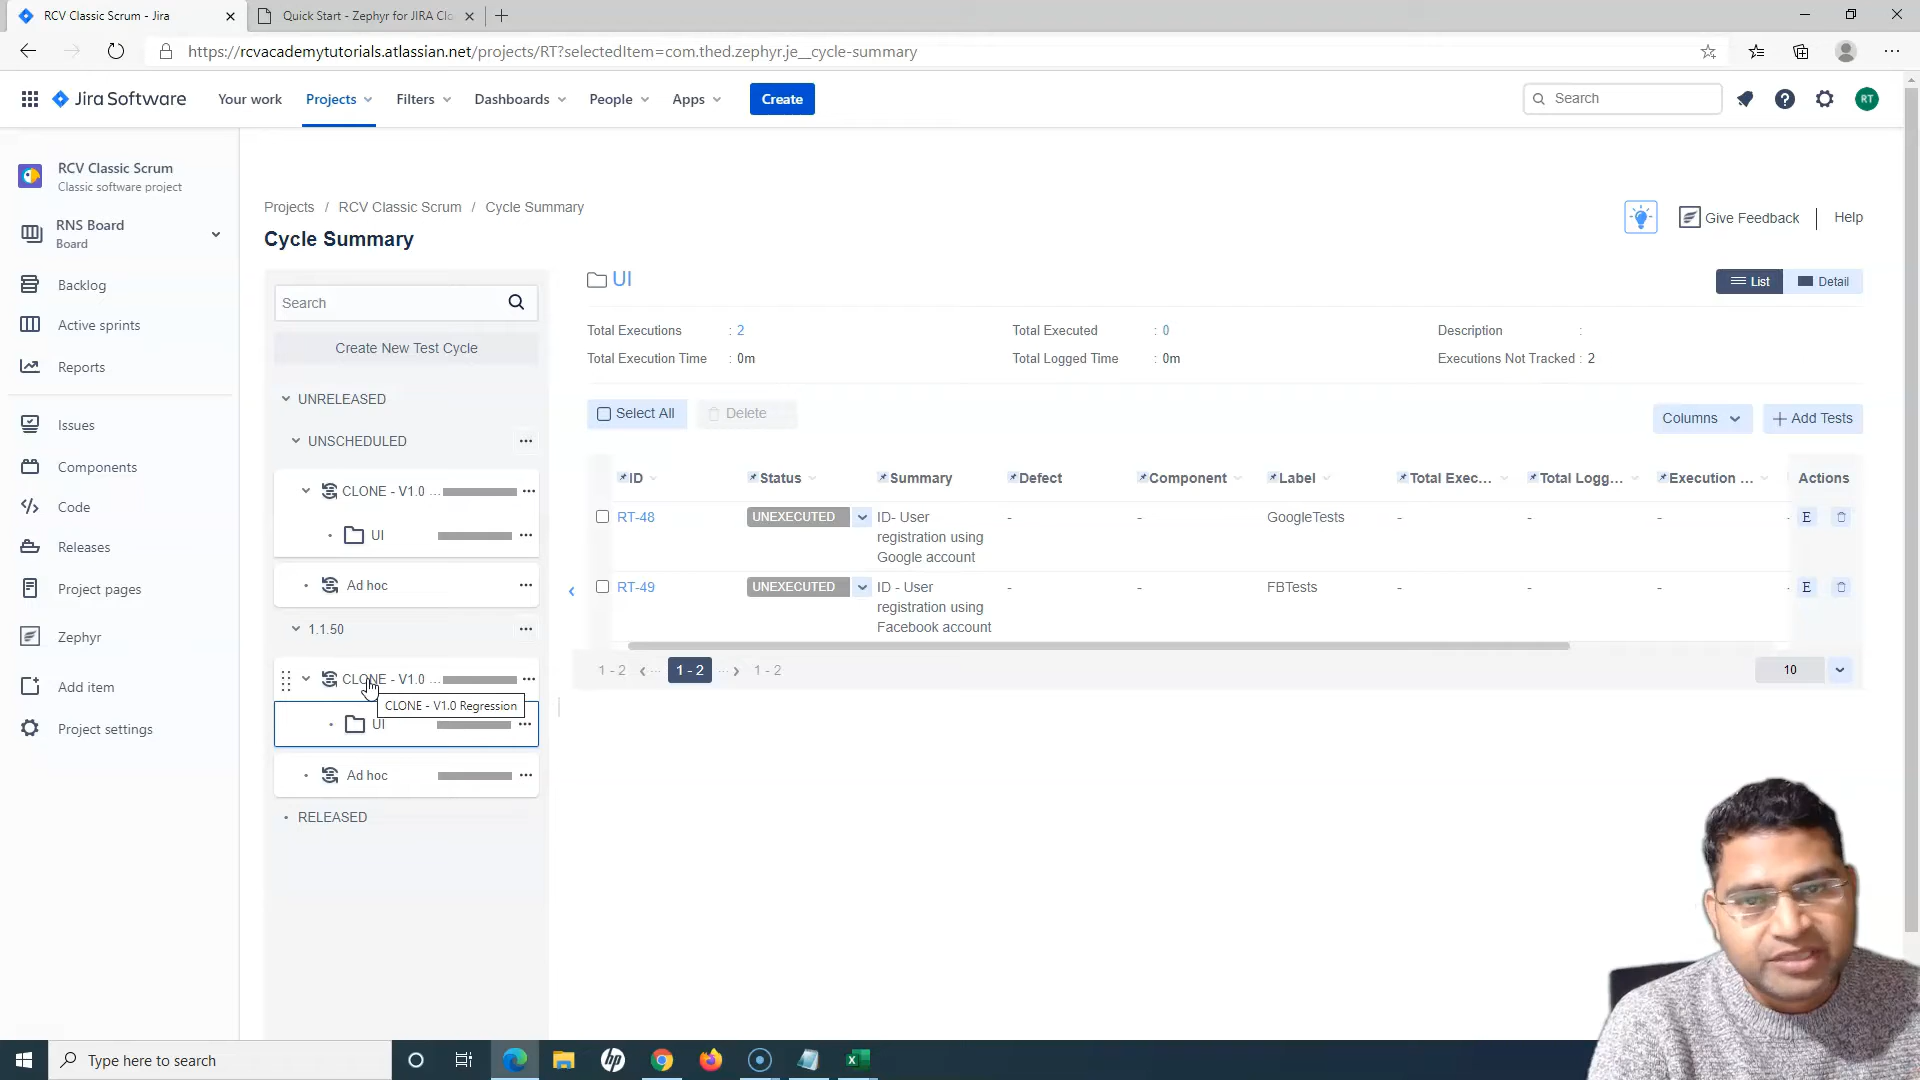 RCV Classic Scrum - Jira
Quick Start - Zephyr for JIRA Clo
https://rcvacademytutorials.atlassian.net/projects/RT?selectedItem=com.thed.zephyr.je__cycle-summary
Jira Software
Your work
Projects
Filters
Dashboards
People
Apps
Create
Search
RT
RCV Classic Scrum
Classic software project
RNS Board
Board
Backlog
Active sprints
Reports
Issues
Components
Code
Releases
Project pages
Zephyr
Add item
Project settings
Projects / RCV Classic Scrum / Cycle Summary
Give Feedback
Help
Cycle Summary
Search
Create New Test Cycle
UNRELEASED
UNSCHEDULED
CLONE - V1.0 ...
UI
Ad hoc
1.1.50
CLONE - V1.0 ...
CLONE - V1.0 Regression
UI
Ad hoc
RELEASED
UI
List
Detail
Total Executions : 2
Total Executed : 0
Description :
Total Execution Time : 0m
Total Logged Time : 0m
Executions Not Tracked : 2
Select All
Delete
Columns
Add Tests
ID Status Summary Defect Component Label Total Exec... Total Logg... Execution ... Actions
RT-48 UNEXECUTED ID- User - - GoogleTests - - - - E
registration using
Google account
RT-49 UNEXECUTED ID - User - - FBTests - - - - E
registration using
Facebook account
1 - 2 1 - 2 1 - 2
10
Type here to search